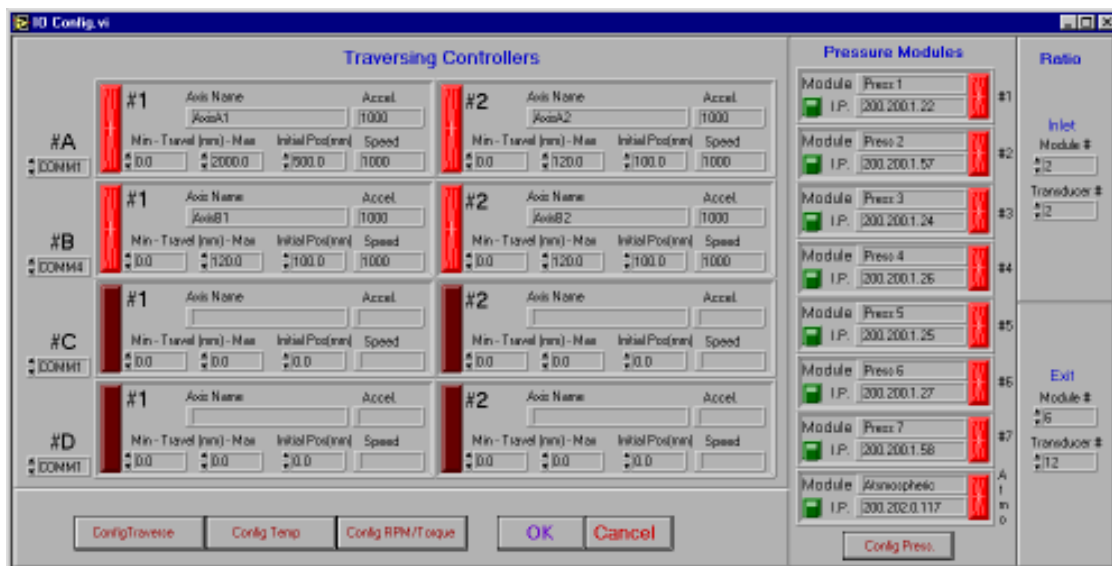 IO Config.vi
Traversing Controllers
#A
COMM1
#1 Axis Name Accel.
AxisA1 1000
Min - Travel (mm) - Max Initial Pos(mm) Speed
0.0 2000.0 500.0 1000
#2 Axis Name Accel.
AxisA2 1000
Min - Travel (mm) - Max Initial Pos(mm) Speed
0.0 120.0 100.0 1000
#B
COMM4
#1 Axis Name Accel.
AxisB1 1000
Min - Travel (mm) - Max Initial Pos(mm) Speed
0.0 120.0 100.0 1000
#2 Axis Name Accel.
AxisB2 1000
Min - Travel (mm) - Max Initial Pos(mm) Speed
0.0 120.0 100.0 1000
#C
COMM1
#1 Axis Name Accel.
Min - Travel (mm) - Max Initial Pos(mm) Speed
0.0 0.0 0.0
#2 Axis Name Accel.
Min - Travel (mm) - Max Initial Pos(mm) Speed
0.0 0.0 0.0
#D
COMM1
#1 Axis Name Accel.
Min - Travel (mm) - Max Initial Pos(mm) Speed
0.0 0.0 0.0
#2 Axis Name Accel.
Min - Travel (mm) - Max Initial Pos(mm) Speed
0.0 0.0 0.0
ConfigTraverse Config Temp Config RPM/Torque OK Cancel
Pressure Modules
Module Press 1 #1
I.P. 200.200.1.22
Module Press 2 #2
I.P. 200.200.1.57
Module Press 3 #3
I.P. 200.200.1.24
Module Press 4 #4
I.P. 200.200.1.26
Module Press 5 #5
I.P. 200.200.1.25
Module Press 6 #6
I.P. 200.200.1.27
Module Press 7 #7
I.P. 200.200.1.58
Module Atomospheric Atmo
I.P. 200.202.0.117
Config Press.
Ratio
Inlet
Module #
2
Transducer #
2
Exit
Module #
6
Transducer #
12